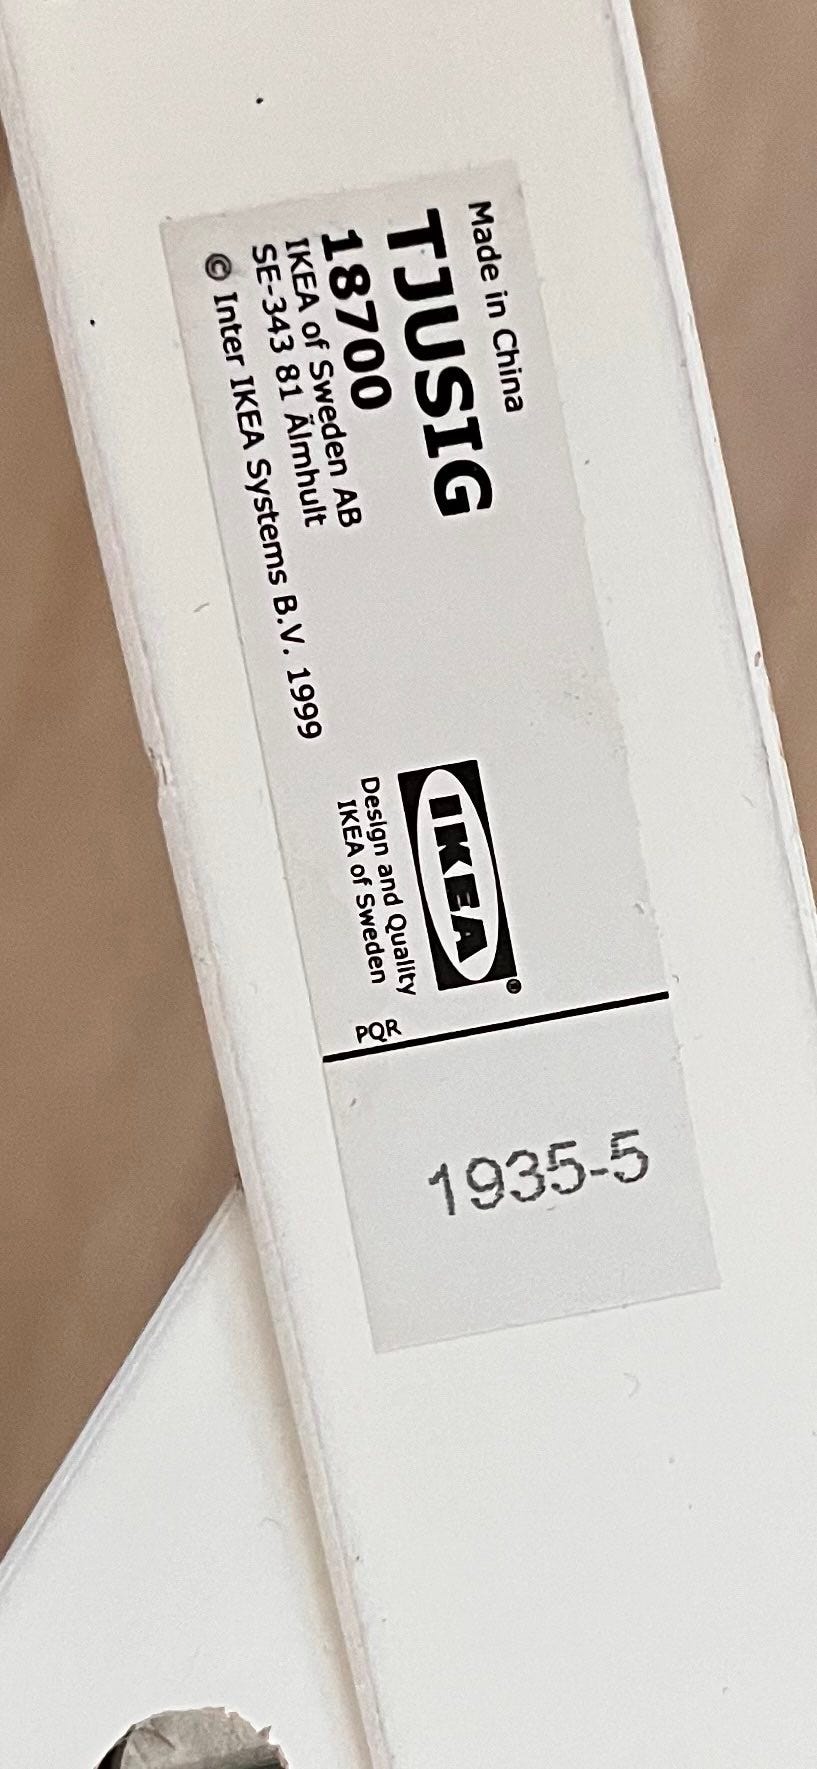 Made in China
TJUSIG
18700
IKEA of Sweden AB
SE-343 81 Älmhult
© Inter IKEA Systems B.V. 1999
IKEA®
Design and Quality
IKEA of Sweden
PQR
1935-5